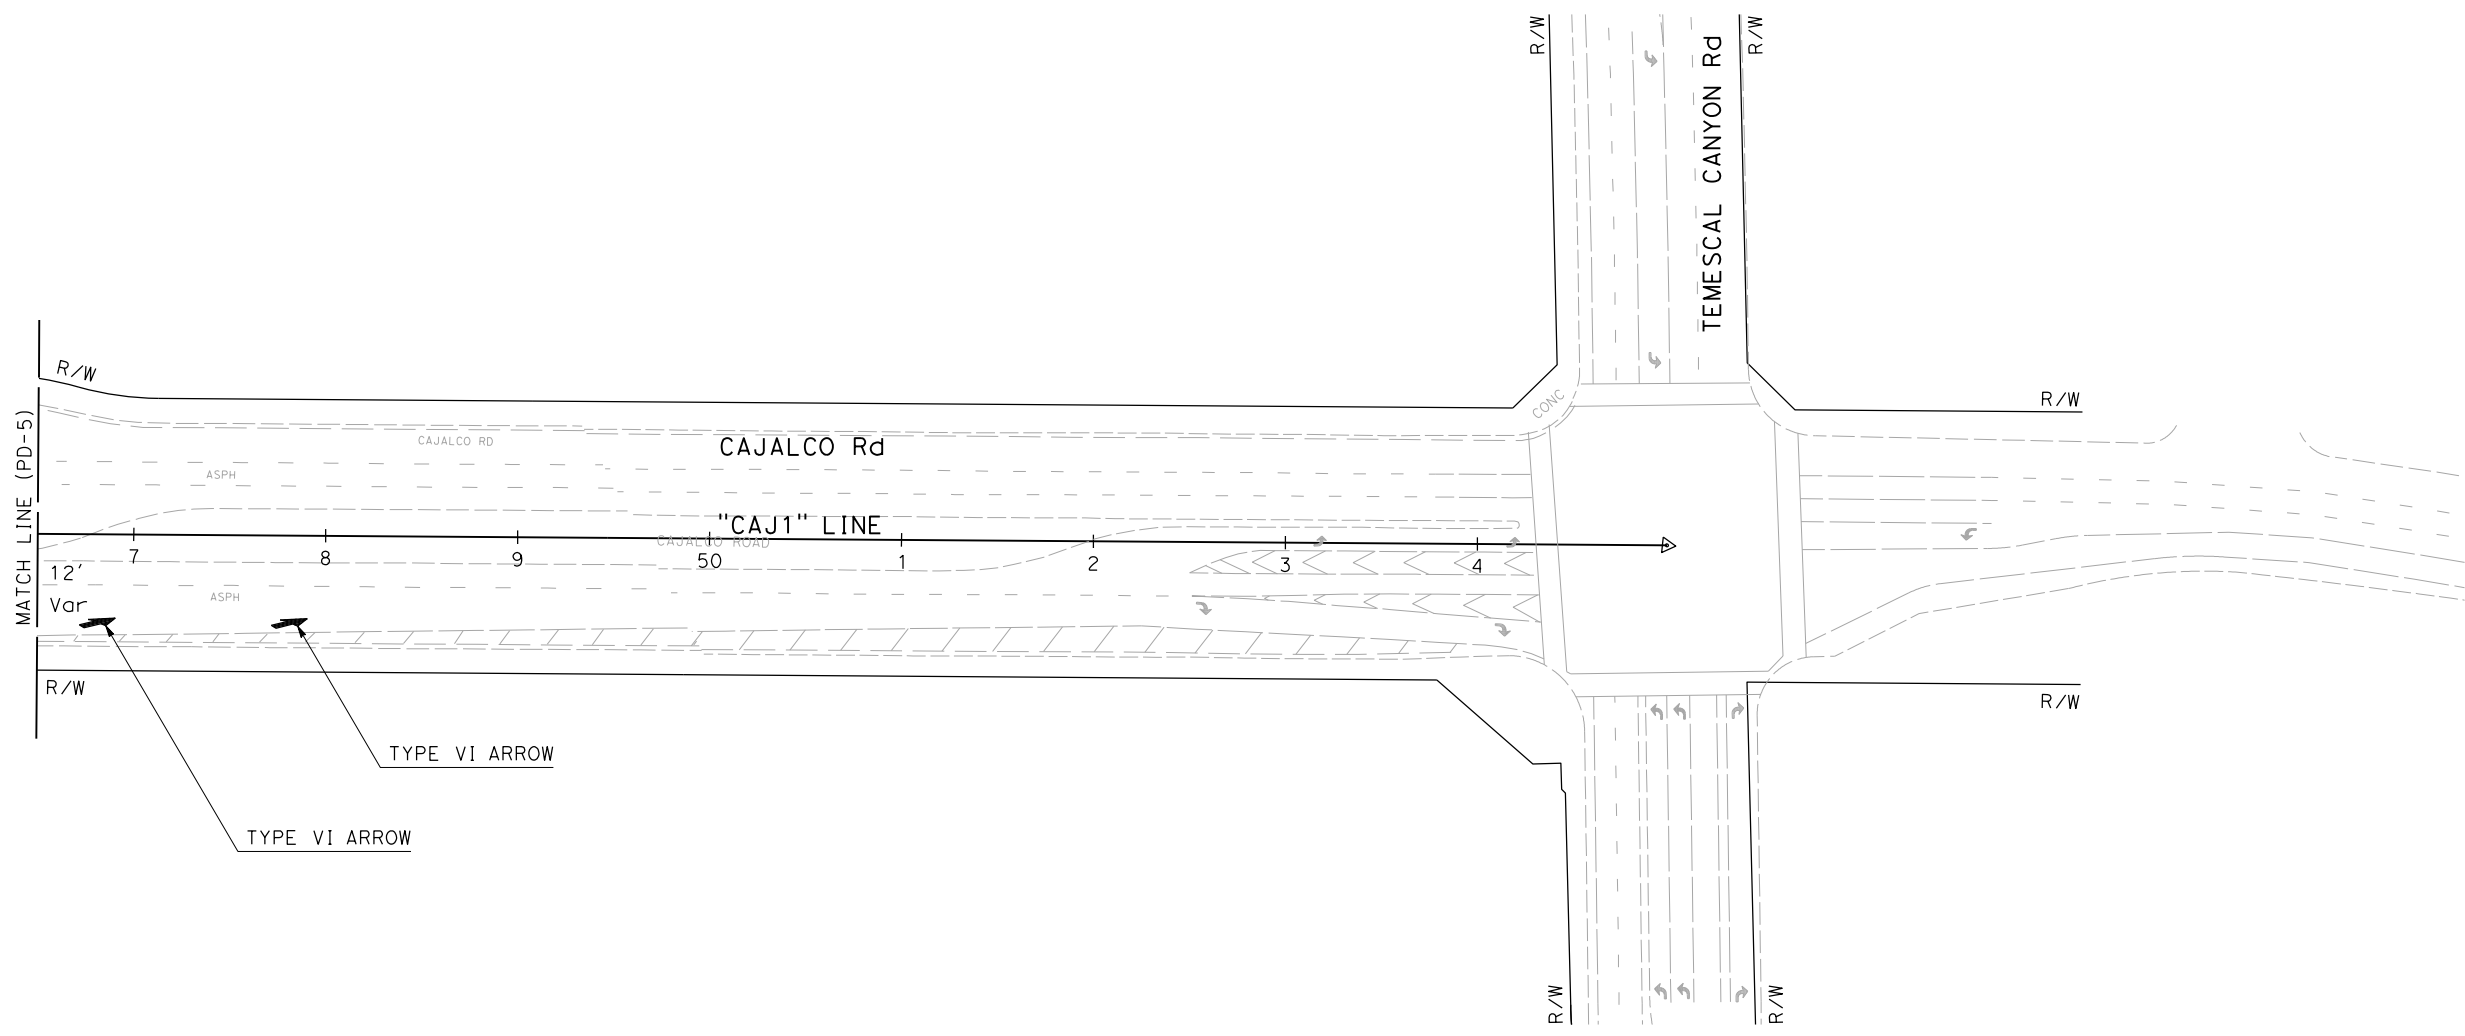 R/W
R/W
TEMESCAL CANYON Rd
R/W
R/W
CONC
MATCH LINE (PD-5)
CAJALCO RD
CAJALCO Rd
ASPH
"CAJ1" LINE
CAJALCO ROAD
7
8
9
50
1
2
3
4
12'
Var
ASPH
R/W
R/W
TYPE VI ARROW
TYPE VI ARROW
R/W
R/W